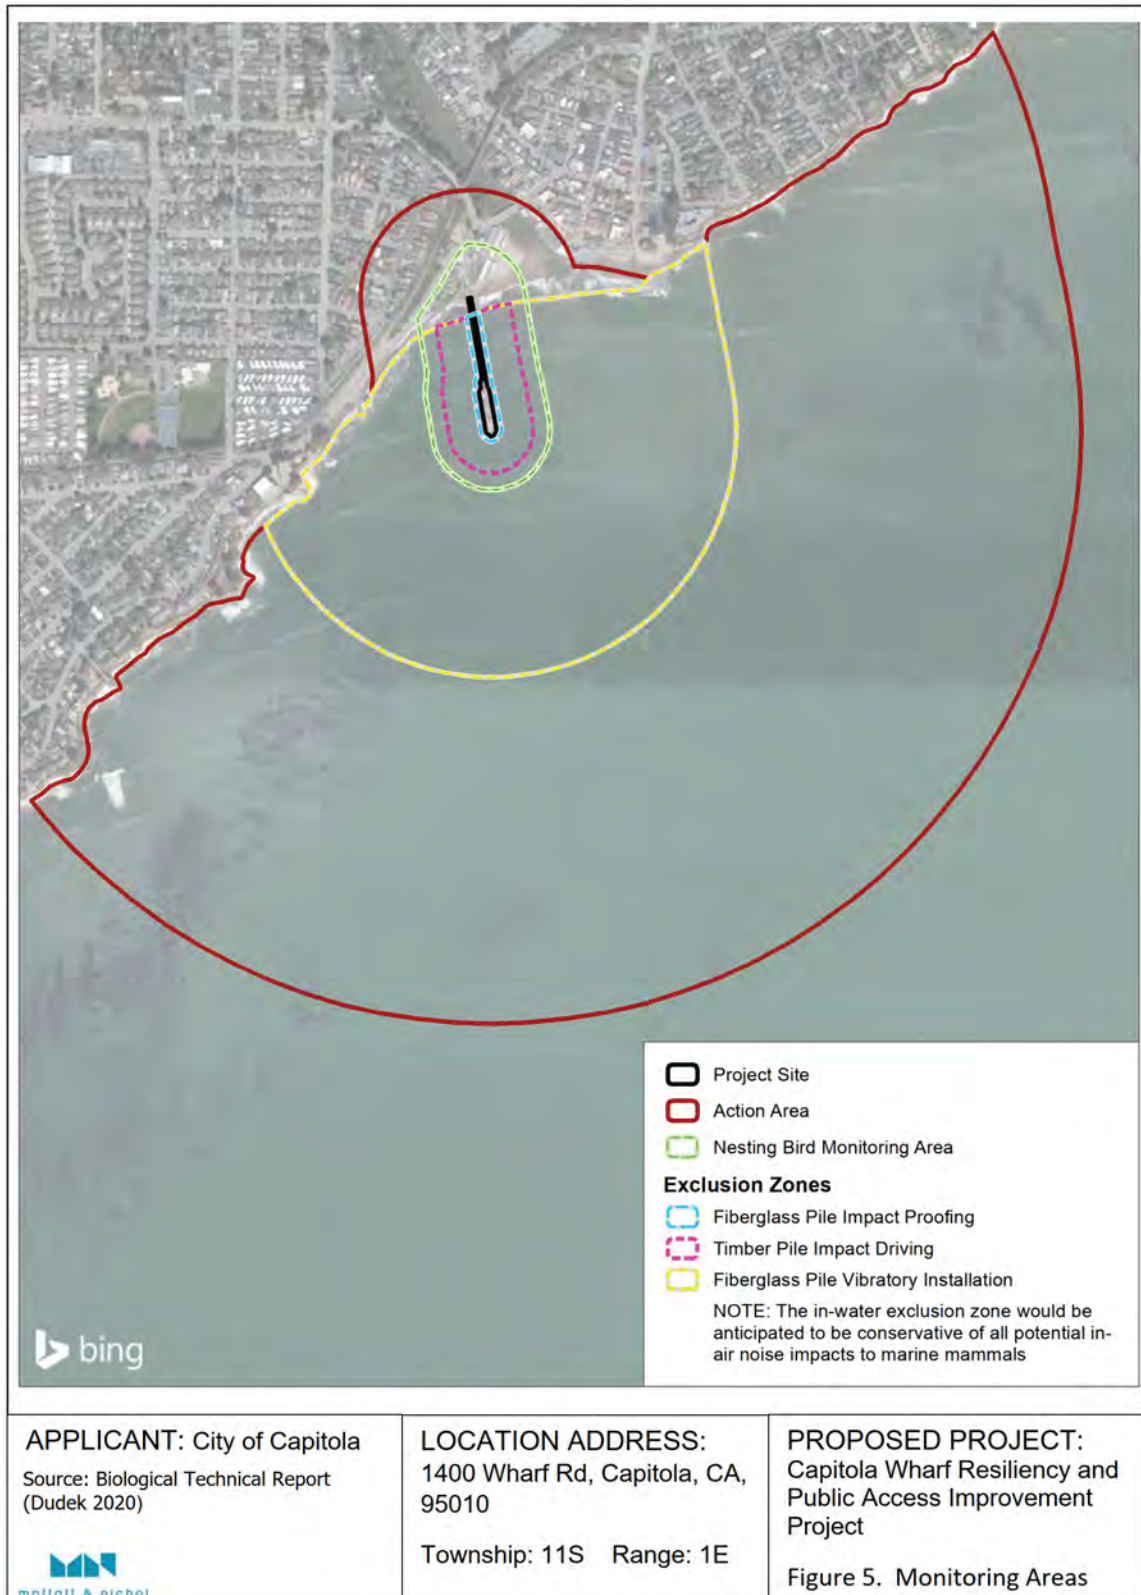 Project Site
Action Area
Nesting Bird Monitoring Area
Exclusion Zones
Fiberglass Pile Impact Proofing
Timber Pile Impact Driving
Fiberglass Pile Vibratory Installation
NOTE: The in-water exclusion zone would be
anticipated to be conservative of all potential in-
air noise impacts to marine mammals
bing
APPLICANT: City of Capitola
Source: Biological Technical Report
(Dudek 2020)
LOCATION ADDRESS:
1400 Wharf Rd, Capitola, CA,
95010
Township: 11S Range: 1E
PROPOSED PROJECT:
Capitola Wharf Resiliency and
Public Access Improvement
Project
Figure 5. Monitoring Areas